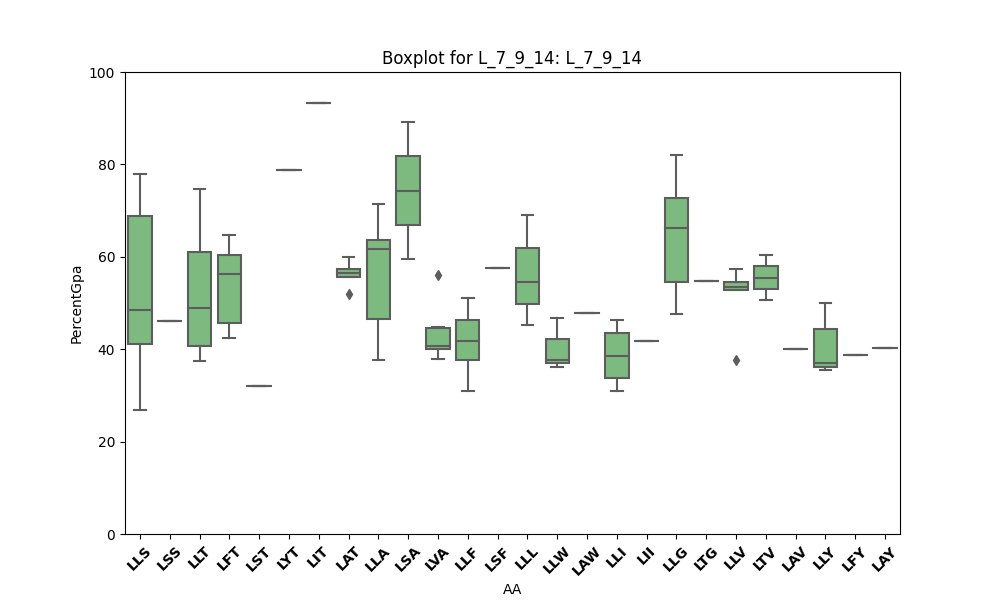 Boxplot for L_7_9_14: L_7_9_14
PercentGpa
100
80
60
40
20
0
LLS LSS LLT LFT LST LYT LIT LAT LLA LSA LVA LLF LSF LLL LLW LAW LLI LII LLG LTG LLV LTV LAV LLY LFY LAY
AA